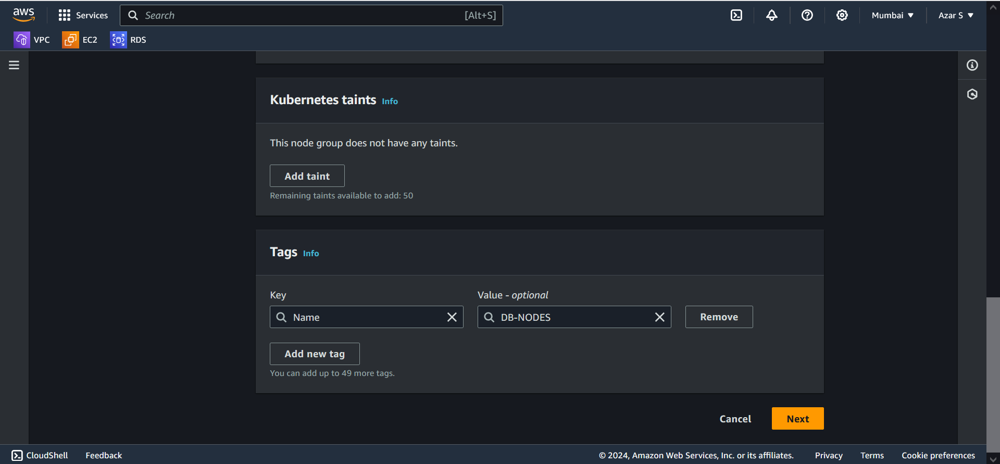 aws
Services
Search
[Alt+S]
Mumbai
Azar S
VPC
EC2
RDS
Kubernetes taints Info
This node group does not have any taints.
Add taint
Remaining taints available to add: 50
Tags Info
Key
Value - optional
Name
DB-NODES
Remove
Add new tag
You can add up to 49 more tags.
Cancel
Next
CloudShell
Feedback
© 2024, Amazon Web Services, Inc. or its affiliates.
Privacy
Terms
Cookie preferences